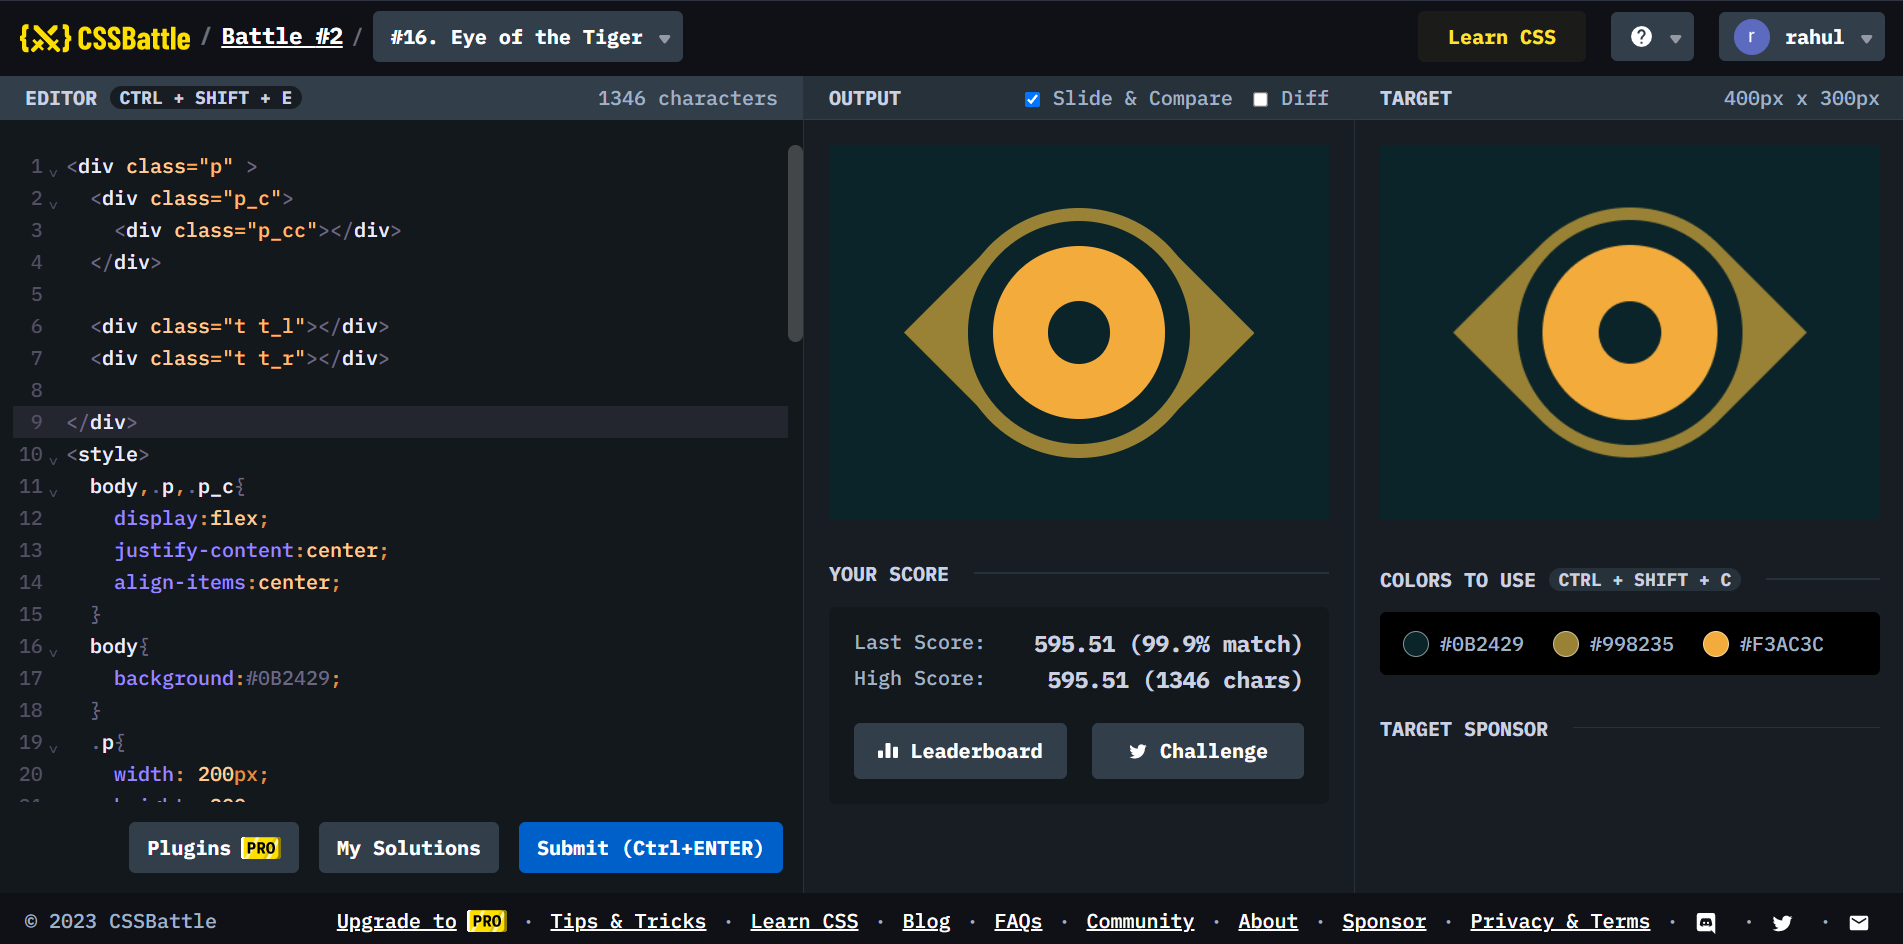 {X} CSSBattle / Battle #2 / #16. Eye of the Tiger Learn CSS ? r rahul
EDITOR CTRL + SHIFT + E 1346 characters OUTPUT Slide & Compare Diff TARGET 400px x 300px
1 <div class="p" >
2 <div class="p_c">
3 <div class="p_cc"></div>
4 </div>
5
6 <div class="t t_l"></div>
7 <div class="t t_r"></div>
8
9 </div>
10 <style>
11 body,.p,.p_c{
12 display:flex;
13 justify-content:center;
14 align-items:center;
15 }
16 body{
17 background:#0B2429;
18 }
19 .p{
20 width: 200px;
YOUR SCORE
Last Score: 595.51 (99.9% match)
High Score: 595.51 (1346 chars)
Leaderboard Challenge
COLORS TO USE CTRL + SHIFT + C
#0B2429 #998235 #F3AC3C
TARGET SPONSOR
Plugins PRO My Solutions Submit (Ctrl+ENTER)
© 2023 CSSBattle Upgrade to PRO · Tips & Tricks · Learn CSS · Blog · FAQs · Community · About · Sponsor · Privacy & Terms · · ·